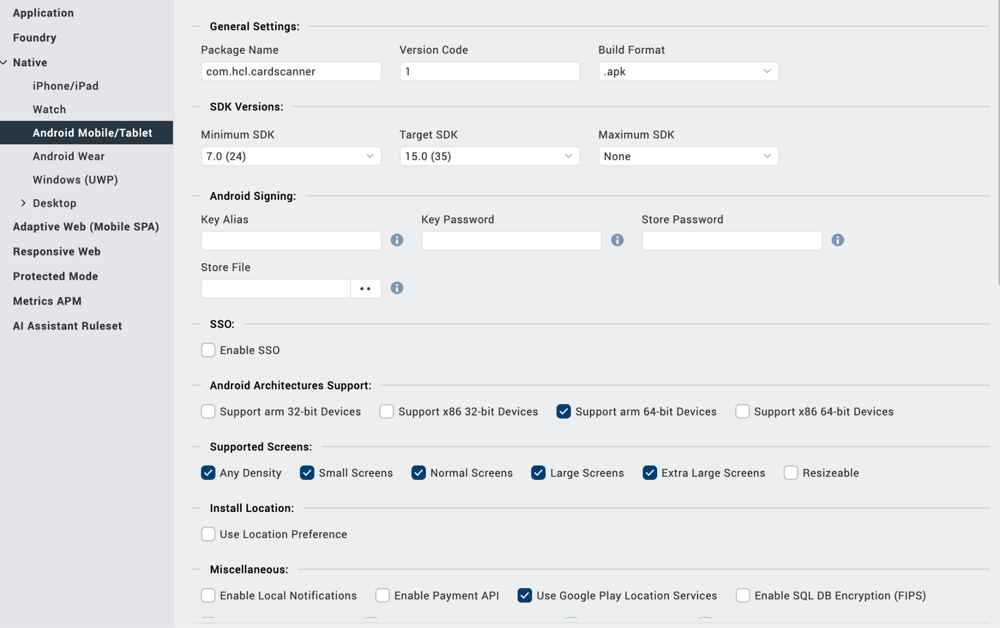 Application
Foundry
Native
iPhone/iPad
Watch
Android Mobile/Tablet
Android Wear
Windows (UWP)
Desktop
Adaptive Web (Mobile SPA)
Responsive Web
Protected Mode
Metrics APM
AI Assistant Ruleset
General Settings:
Package Name Version Code Build Format
com.hcl.cardscanner 1 .apk
SDK Versions:
Minimum SDK Target SDK Maximum SDK
7.0 (24) 15.0 (35) None
Android Signing:
Key Alias Key Password Store Password
Store File
SSO:
Enable SSO
Android Architectures Support:
Support arm 32-bit Devices Support x86 32-bit Devices Support arm 64-bit Devices Support x86 64-bit Devices
Supported Screens:
Any Density Small Screens Normal Screens Large Screens Extra Large Screens Resizeable
Install Location:
Use Location Preference
Miscellaneous:
Enable Local Notifications Enable Payment API Use Google Play Location Services Enable SQL DB Encryption (FIPS)